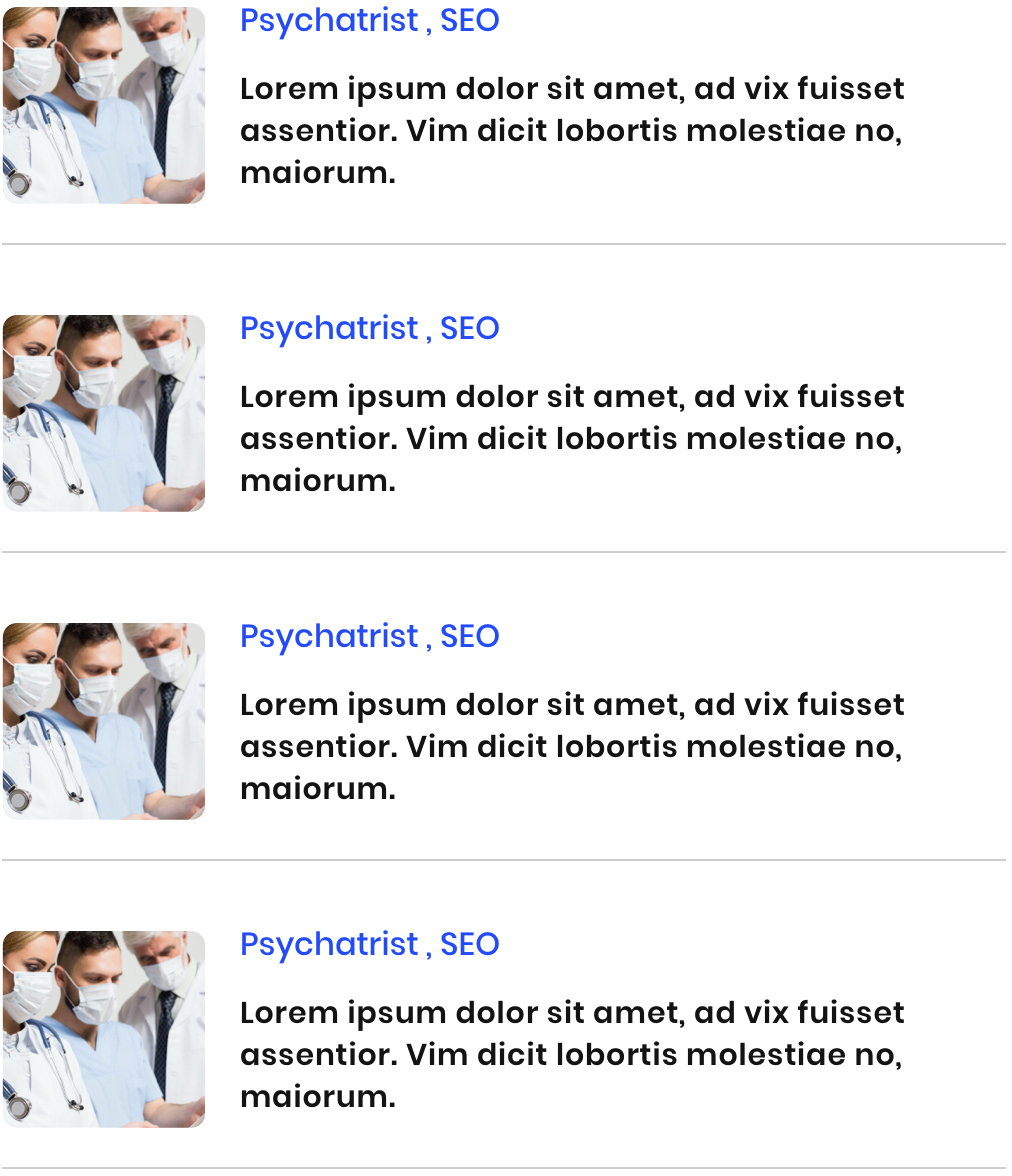 Psychatrist , SEO
Lorem ipsum dolor sit amet, ad vix fuisset
assentior. Vim dicit lobortis molestiae no,
maiorum.
Psychatrist , SEO
Lorem ipsum dolor sit amet, ad vix fuisset
assentior. Vim dicit lobortis molestiae no,
maiorum.
Psychatrist , SEO
Lorem ipsum dolor sit amet, ad vix fuisset
assentior. Vim dicit lobortis molestiae no,
maiorum.
Psychatrist , SEO
Lorem ipsum dolor sit amet, ad vix fuisset
assentior. Vim dicit lobortis molestiae no,
maiorum.